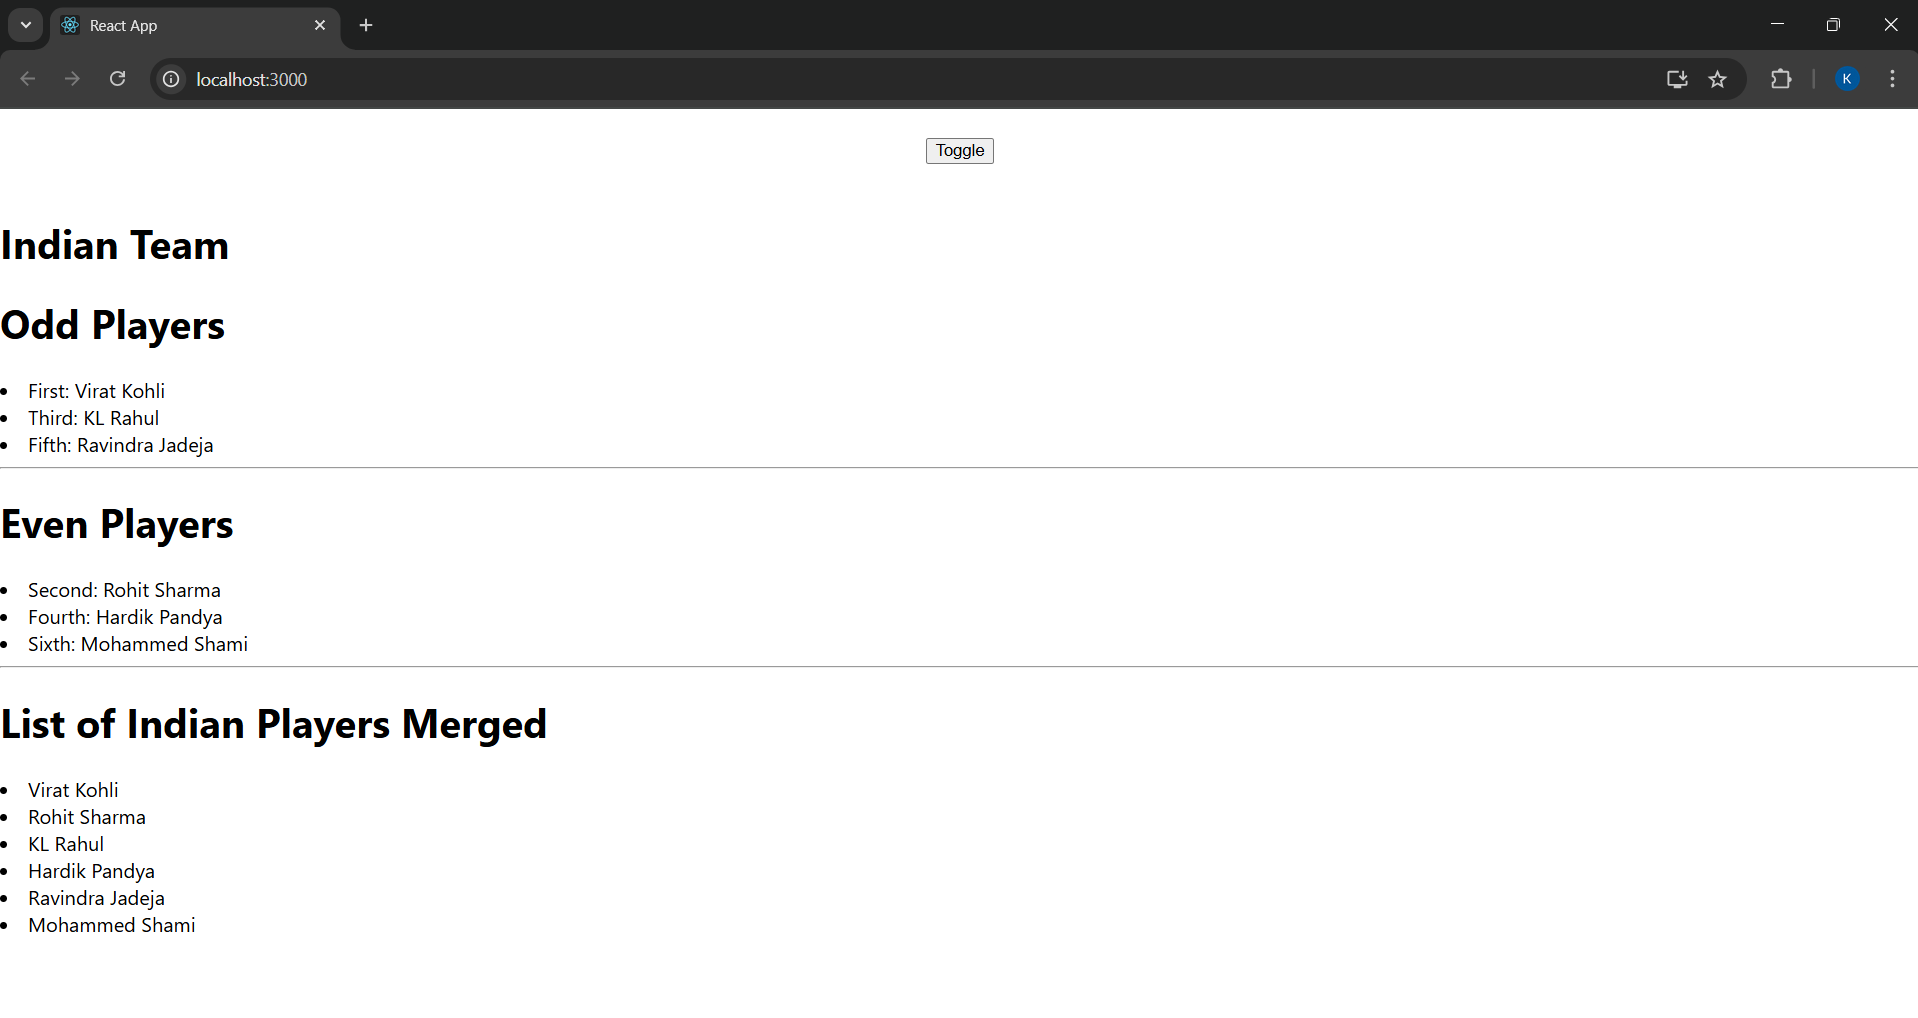 React App
localhost:3000
K
Toggle
Indian Team
Odd Players
First: Virat Kohli
Third: KL Rahul
Fifth: Ravindra Jadeja
Even Players
Second: Rohit Sharma
Fourth: Hardik Pandya
Sixth: Mohammed Shami
List of Indian Players Merged
Virat Kohli
Rohit Sharma
KL Rahul
Hardik Pandya
Ravindra Jadeja
Mohammed Shami